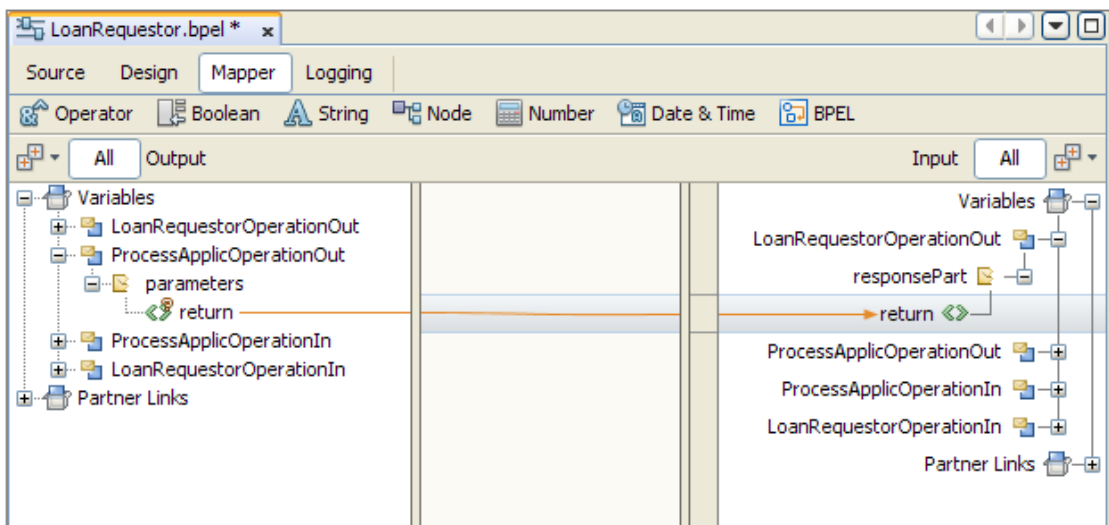 LoanRequestor.bpel * x
Source Design Mapper Logging
Operator Boolean String Node Number Date & Time BPEL
All Output Input All
Variables
LoanRequestorOperationOut
ProcessApplicOperationOut
parameters
return
ProcessApplicOperationIn
LoanRequestorOperationIn
Partner Links
Variables
LoanRequestorOperationOut
responsePart
return
ProcessApplicOperationOut
ProcessApplicOperationIn
LoanRequestorOperationIn
Partner Links